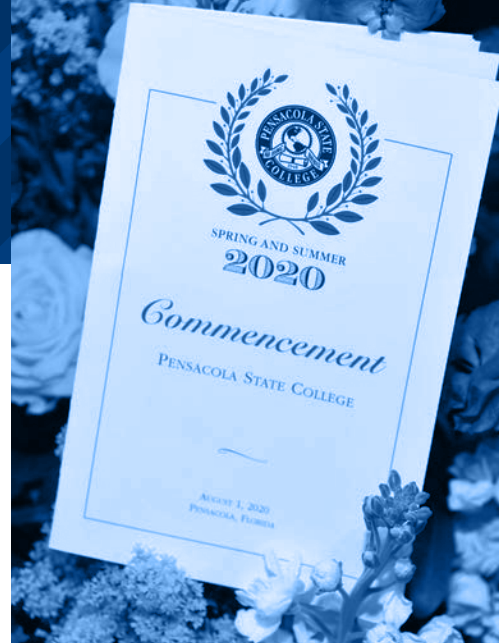 PENSACOLA STATE
COLLEGE
SPRING AND SUMMER
2020
Commencement
PENSACOLA STATE COLLEGE
AUGUST 1, 2020
PENSACOLA, FLORIDA